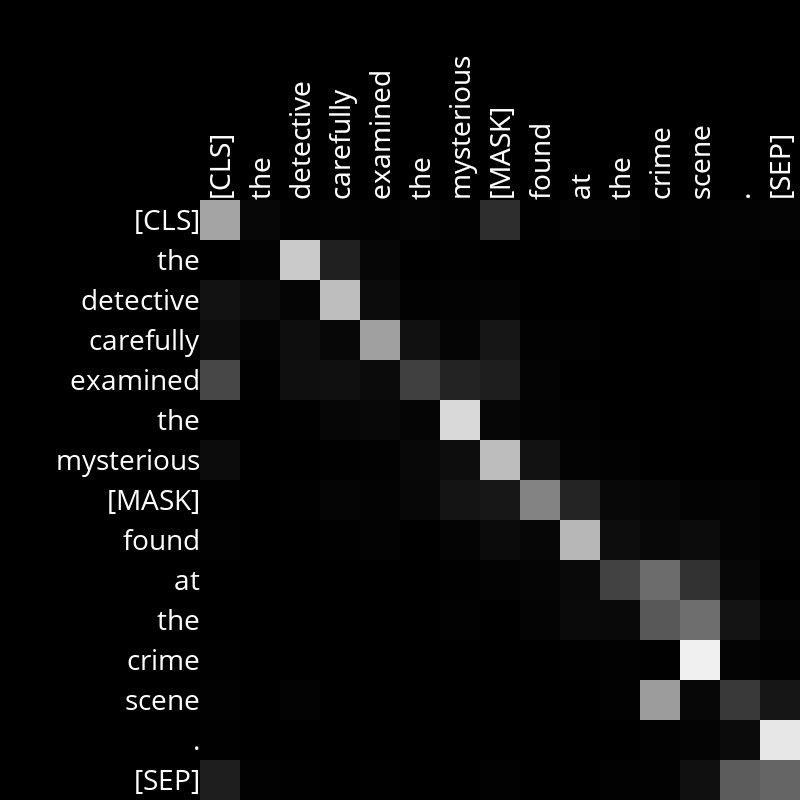 [CLS] the detective carefully examined the mysterious [MASK] found at the crime scene . [SEP]
[CLS]
the
detective
carefully
examined
the
mysterious
[MASK]
found
at
the
crime
scene
.
[SEP]